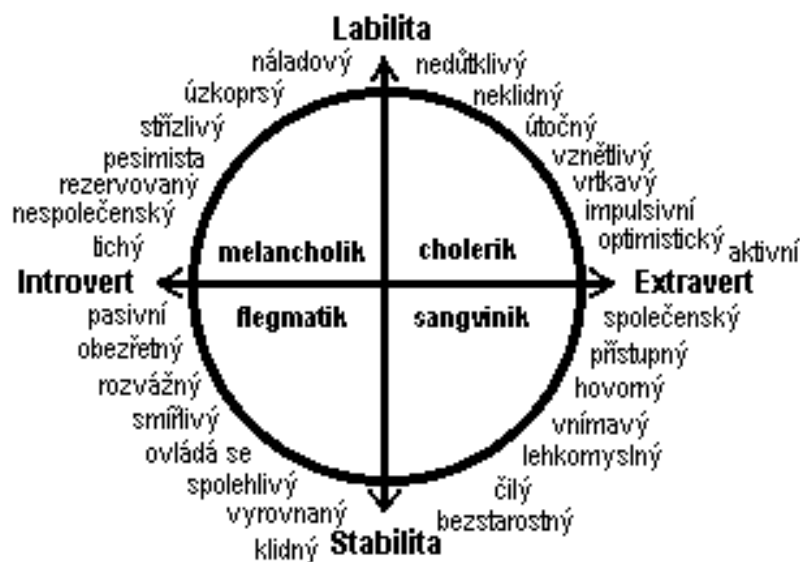 Labilita
náladový
nedůtklivý
úzkoprsý
neklidný
střízlivý
útočný
pesimista
vznětlivý
rezervovaný
vrtkavý
nespolečenský
impulsivní
tichý
optimistický
aktivní
melancholik
cholerik
Introvert
Extravert
flegmatik
sangvinik
pasivní
společenský
obezřetný
přístupný
rozvážný
hovorný
smířlivý
vnímavý
ovládá se
lehkomyslný
spolehlivý
čilý
vyrovnaný
bezstarostný
klidný
Stabilita